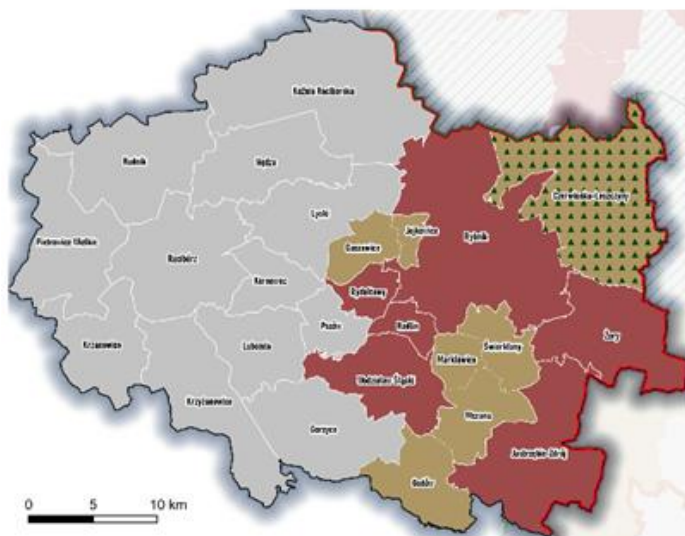 Kuźnia Raciborska
Rudnik
Nędza
Czerwionka-Leszczyny
Lyski
Jejkowice
Rybnik
Pietrowice Wielkie
Gaszowice
Racibórz
Kornowac
Rydułtowy
Pszów
Radlin
Żory
Krzanowice
Lubomia
Świerklany
Marklowice
Wodzisław Śląski
Krzyżanowice
Mszana
Gorzyce
Jastrzębie-Zdrój
Godów
0 5 10 km